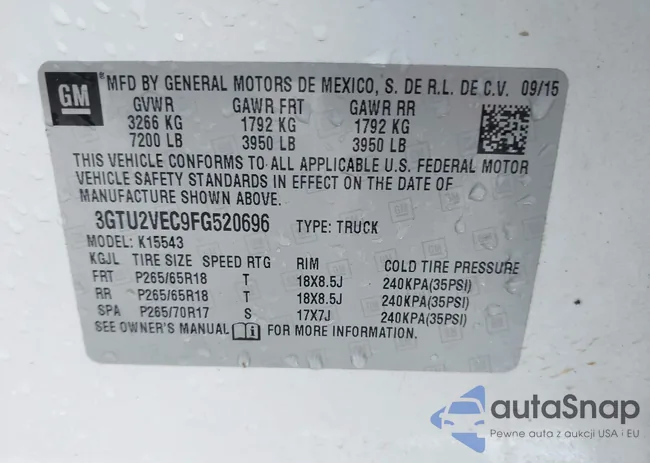 GM
®MFD BY GENERAL MOTORS DE MEXICO, S. DE R.L. DE C.V. 09/15
GVWR GAWR FRT GAWR RR
3266 KG 1792 KG 1792 KG
7200 LB 3950 LB 3950 LB
THIS VEHICLE CONFORMS TO ALL APPLICABLE U.S. FEDERAL MOTOR
VEHICLE SAFETY STANDARDS IN EFFECT ON THE DATE OF
MANUFACTURE SHOWN ABOVE.
3GTU2VEC9FG520696 TYPE: TRUCK
MODEL: K15543
KGJL TIRE SIZE SPEED RTG RIM COLD TIRE PRESSURE
FRT P265/65R18 T 18X8.5J 240KPA(35PSI)
RR P265/65R18 T 18X8.5J 240KPA(35PSI)
SPA P265/70R17 S 17X7J 240KPA(35PSI)
SEE OWNER'S MANUAL FOR MORE INFORMATION.
autoSnap
Pewne auta z aukcji USA i EU